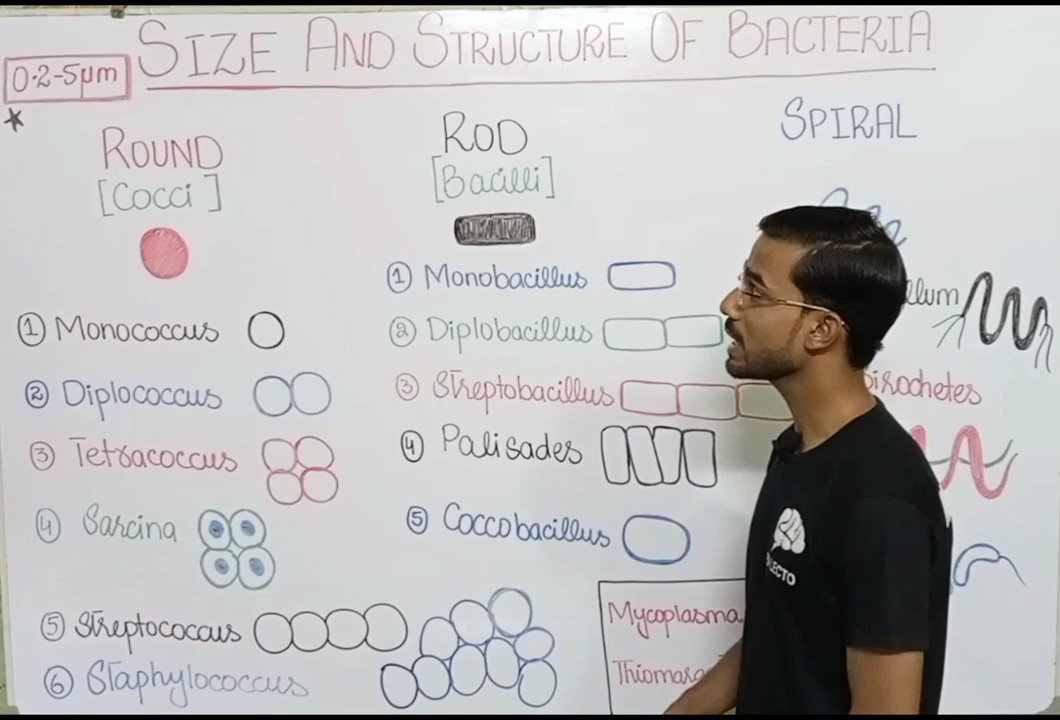 SIZE AND STRUCTURE OF BACTERIA
0.2-5µm
ROUND
[Cocci]
① Monococcus
② Diplococcus
③ Tetracoccus
④ Sarcina
⑤ Streptococcus
⑥ Staphylococcus
ROD
[Bacilli]
① Monobacillus
② Diplobacillus
③ Streptobacillus
④ Palisades
⑤ Coccobacillus
Mycoplasma
SPIRAL